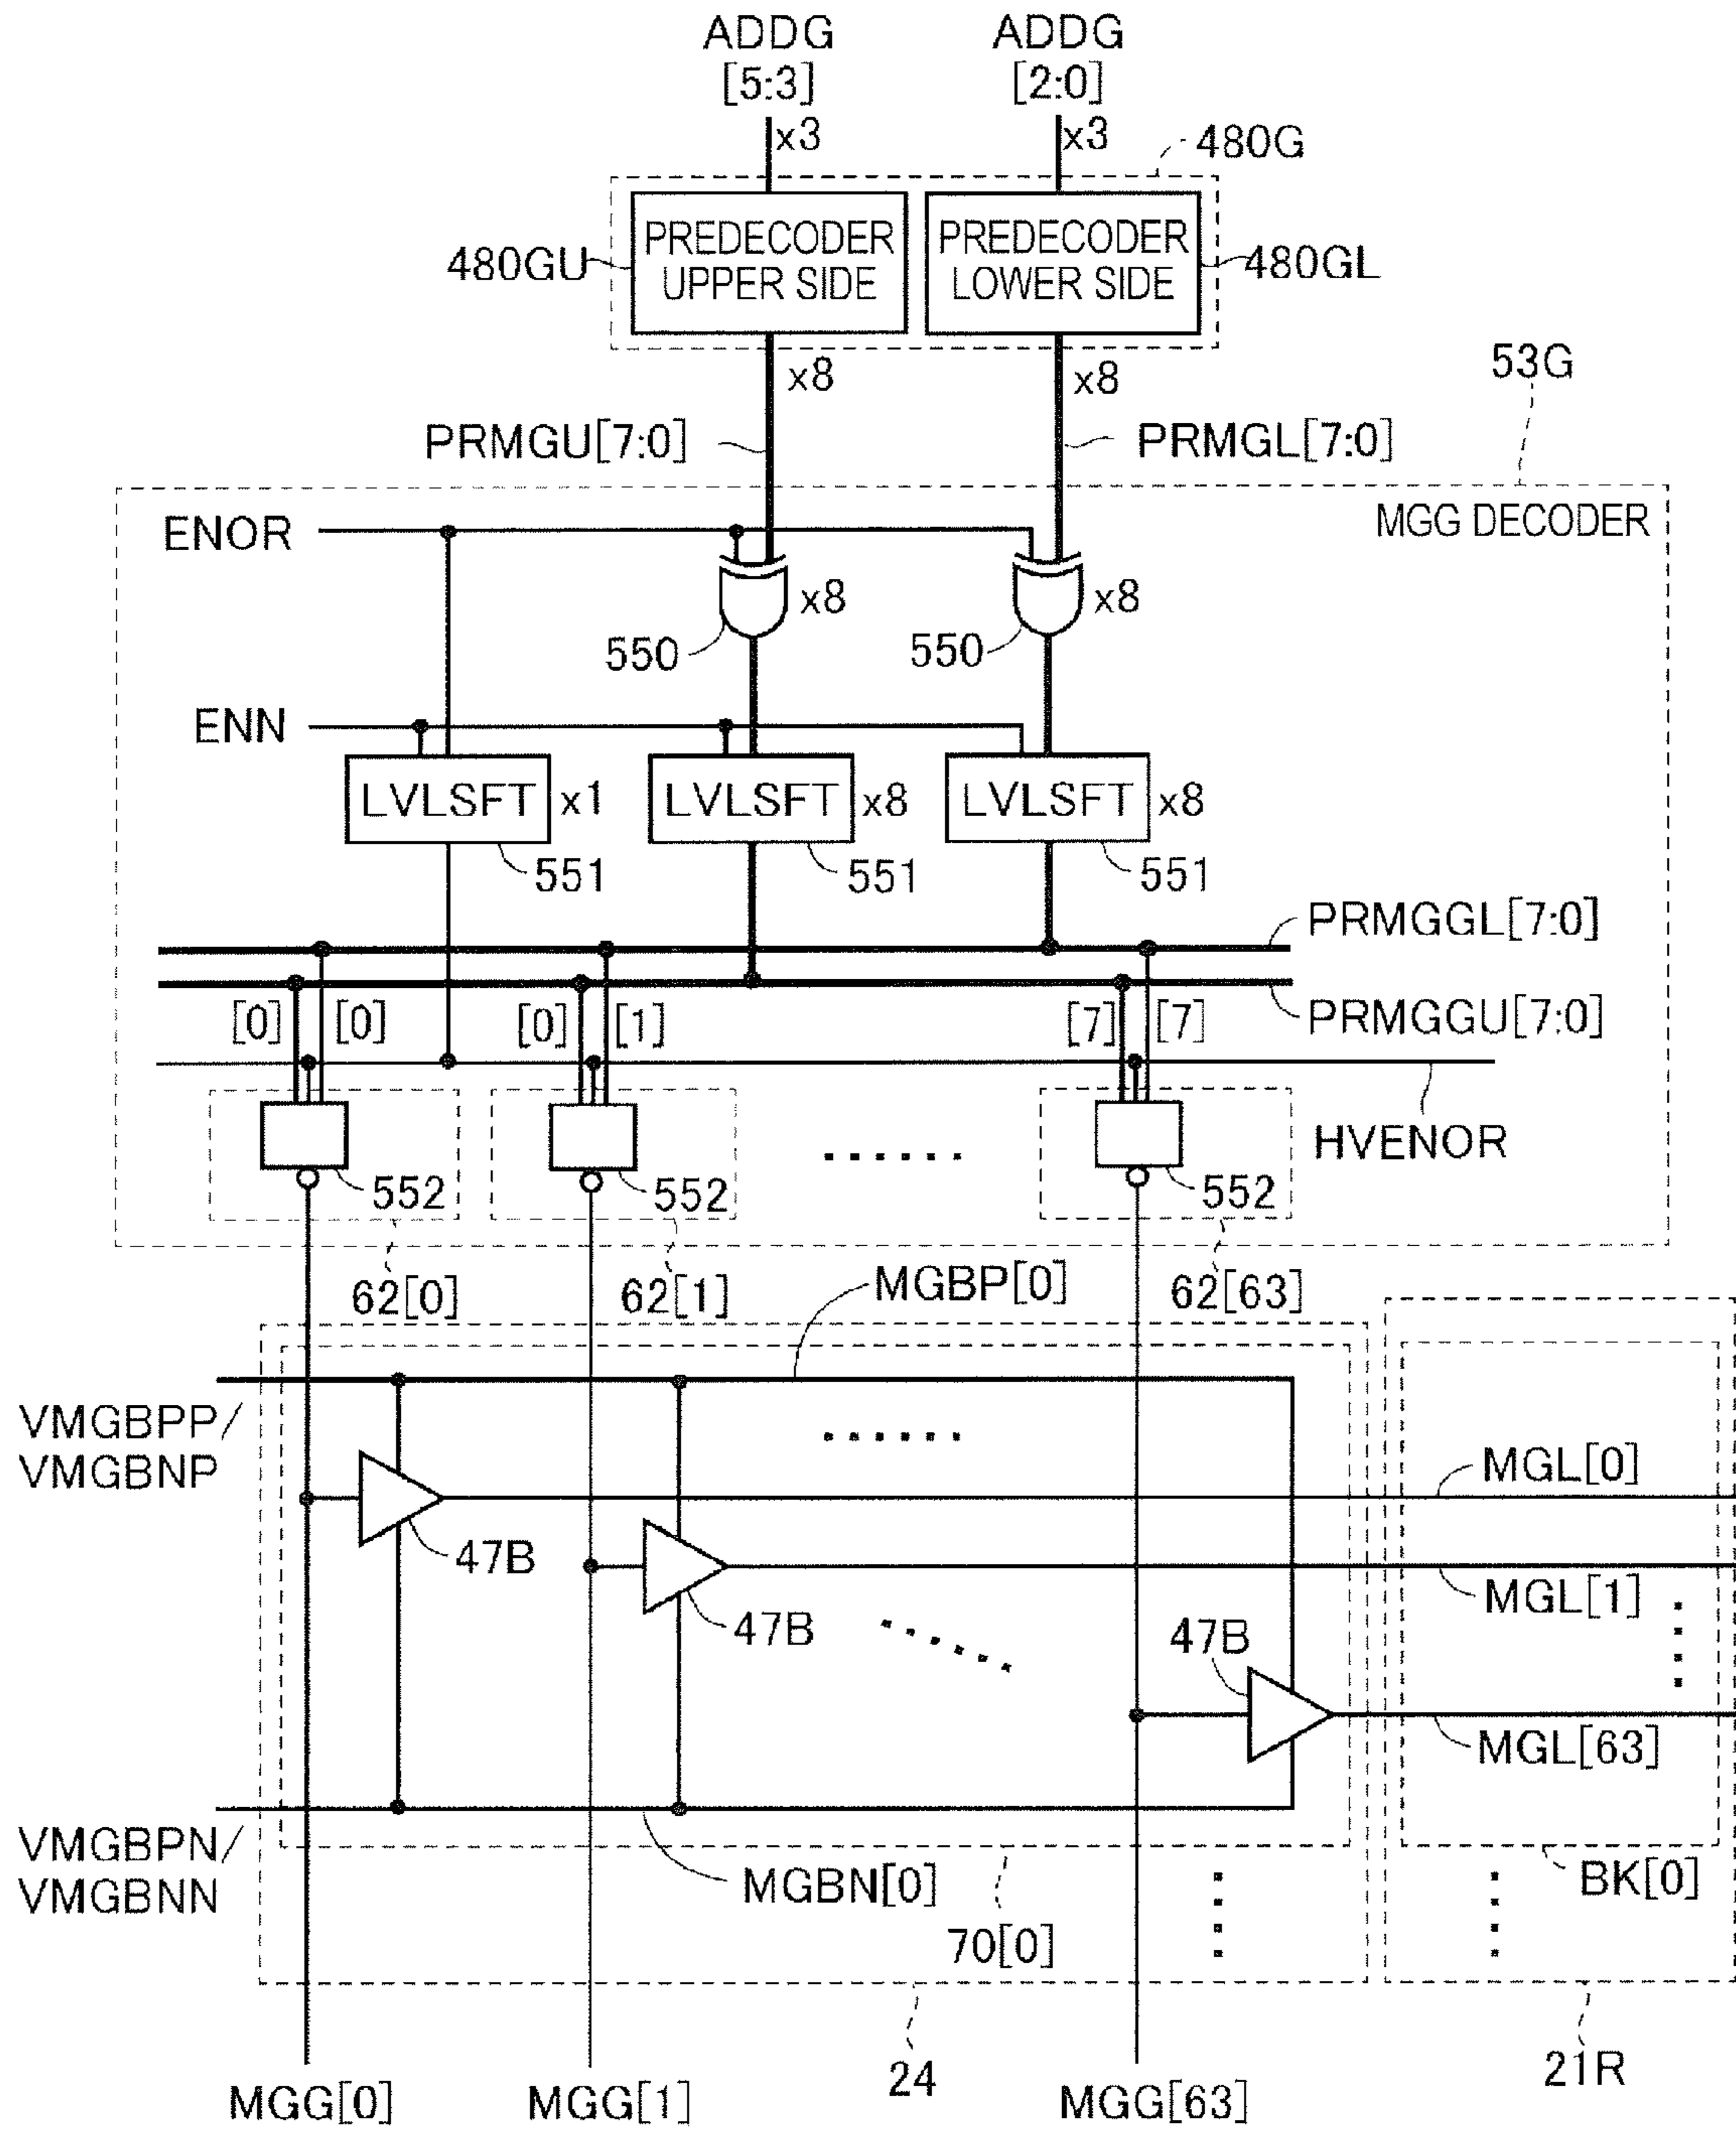 ADDG
[5:3]
ADDG
[2:0]
x3
x3
480G
PREDECODER
UPPER SIDE
PREDECODER
LOWER SIDE
480GU
480GL
x8
x8
53G
PRMGU[7:0]
PRMGL[7:0]
MGG DECODER
ENOR
x8
x8
550
550
ENN
LVLSFT
x1
LVLSFT
x8
LVLSFT
x8
551
551
551
PRMGGL[7:0]
[0]
[0]
[0]
[1]
[7]
[7]
PRMGGU[7:0]
HVENOR
552
552
552
62[0]
62[1]
62[63]
MGBP[0]
VMGBPP/
VMGBNP
MGL[0]
47B
MGL[1]
47B
47B
MGL[63]
VMGBPN/
VMGBNN
MGBN[0]
BK[0]
70[0]
24
21R
MGG[0]
MGG[1]
MGG[63]